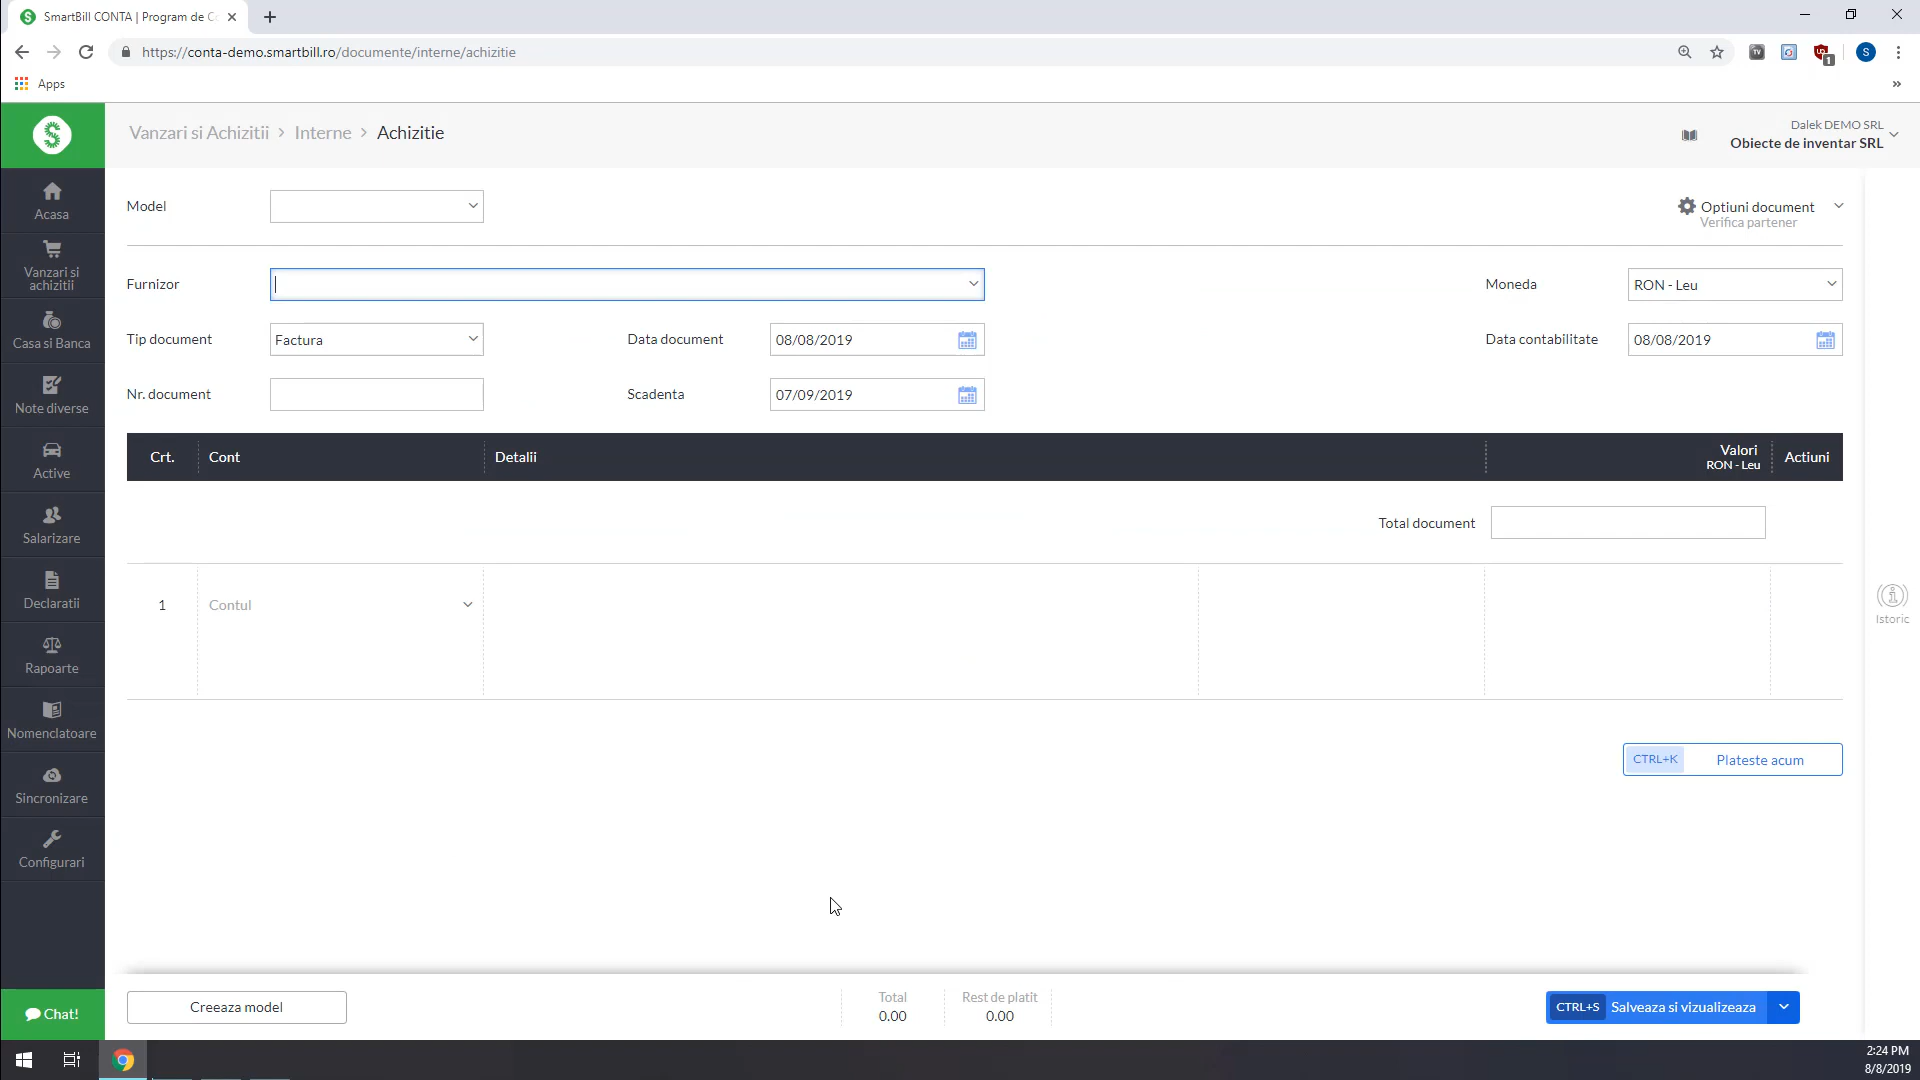 SmartBill CONTA | Program de C
https://conta-demo.smartbill.ro/documente/interne/achizitie
1
S
Apps
Vanzari si Achizitii > Interne > Achizitie
Dalek DEMO SRL
Obiecte de inventar SRL
Acasa
Vanzari si
achizitii
Casa si Banca
Note diverse
Active
Salarizare
Declaratii
Rapoarte
Nomenclatoare
Sincronizare
Configurari
Chat!
Model
Optiuni document
Verifica partener
Furnizor
Moneda
RON - Leu
Tip document
Factura
Data document
08/08/2019
Data contabilitate
08/08/2019
Nr. document
Scadenta
07/09/2019
Crt.
Cont
Detalii
Valori
RON - Leu
Actiuni
Total document
1
Contul
Istoric
CTRL+K
Plateste acum
Creeaza model
Total
0.00
Rest de platit
0.00
CTRL+S
Salveaza si vizualizeaza
2:24 PM
8/8/2019